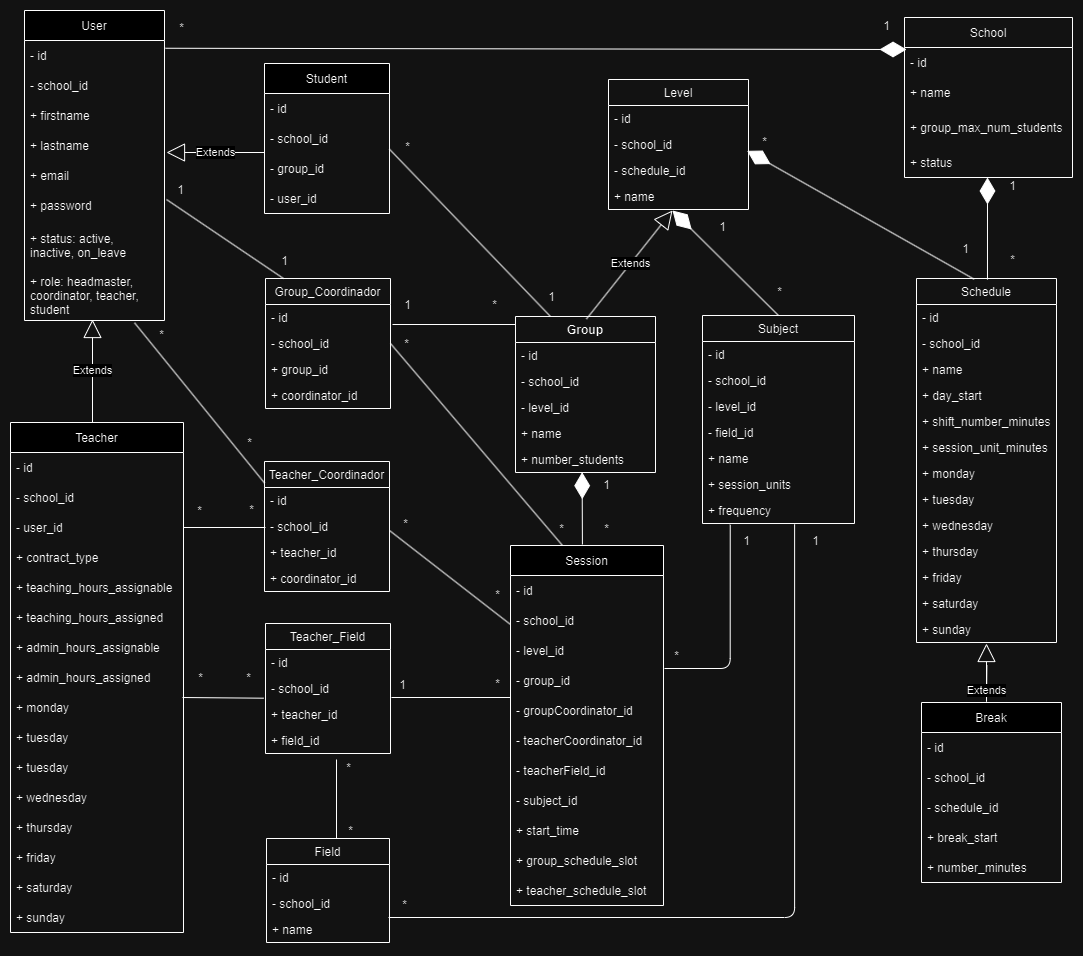 User
- id
- school_id
+ firstname
+ lastname
+ email
+ password
+ status: active,
inactive, on_leave
+ role: headmaster,
coordinator, teacher,
student
*
1
School
- id
+ name
+ group_max_num_students
+ status
Student
- id
- school_id
- group_id
- user_id
Extends
*
1
Level
- id
- school_id
- schedule_id
+ name
*
1
1
*
1
1
Extends
1
*
Group_Coordinador
- id
- school_id
+ group_id
+ coordinator_id
1
*
*
*
1
Group
- id
- school_id
- level_id
+ name
+ number_students
1
*
Subject
- id
- school_id
- level_id
- field_id
+ name
+ session_units
+ frequency
1
1
Schedule
- id
- school_id
+ name
+ day_start
+ shift_number_minutes
+ session_unit_minutes
+ monday
+ tuesday
+ wednesday
+ thursday
+ friday
+ saturday
+ sunday
Extends
*
*
Extends
Teacher
- id
- school_id
- user_id
+ contract_type
+ teaching_hours_assignable
+ teaching_hours_assigned
+ admin_hours_assignable
+ admin_hours_assigned
+ monday
+ tuesday
+ tuesday
+ wednesday
+ thursday
+ friday
+ saturday
+ sunday
*
*
Teacher_Coordinador
- id
- school_id
+ teacher_id
+ coordinator_id
*
*
Session
- id
- school_id
- level_id
- group_id
- groupCoordinator_id
- teacherCoordinator_id
- teacherField_id
- subject_id
+ start_time
+ group_schedule_slot
+ teacher_schedule_slot
*
*
*
Teacher_Field
- id
- school_id
+ teacher_id
+ field_id
1
*
*
*
Field
- id
- school_id
+ name
*
Break
- id
- school_id
- schedule_id
+ break_start
+ number_minutes